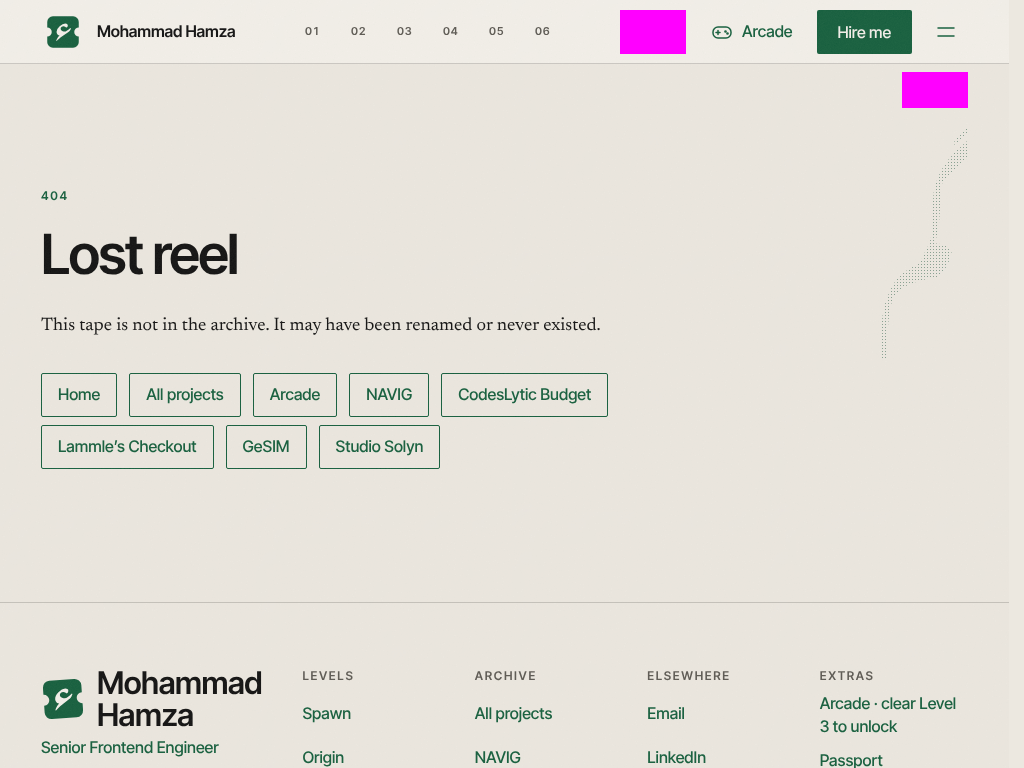 Mohammad Hamza
01 02 03 04 05 06
Arcade
Hire me
404
Lost reel
This tape is not in the archive. It may have been renamed or never existed.
Home
All projects
Arcade
NAVIG
CodesLytic Budget
Lammle’s Checkout
GeSIM
Studio Solyn
Mohammad
Hamza
Senior Frontend Engineer
LEVELS
Spawn
Origin
ARCHIVE
All projects
NAVIG
ELSEWHERE
Email
LinkedIn
EXTRAS
Arcade · clear Level
3 to unlock
Passport